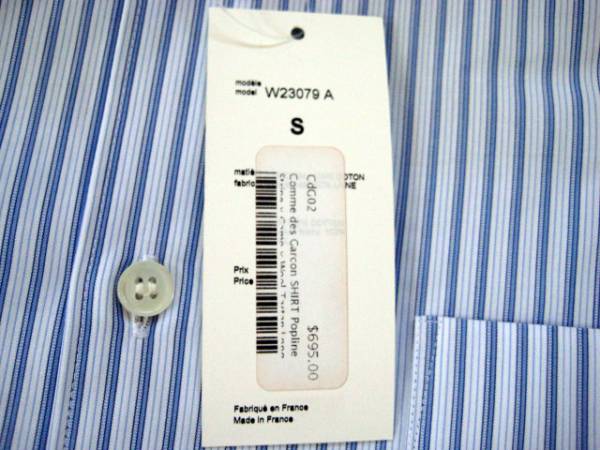 modèle
model W23079 A
S
matiè OTON
fabric
CdG02
Comme des Garcon SHIRT Popline
$695.00
Prix
Price
Fabriqué en France
Made in France